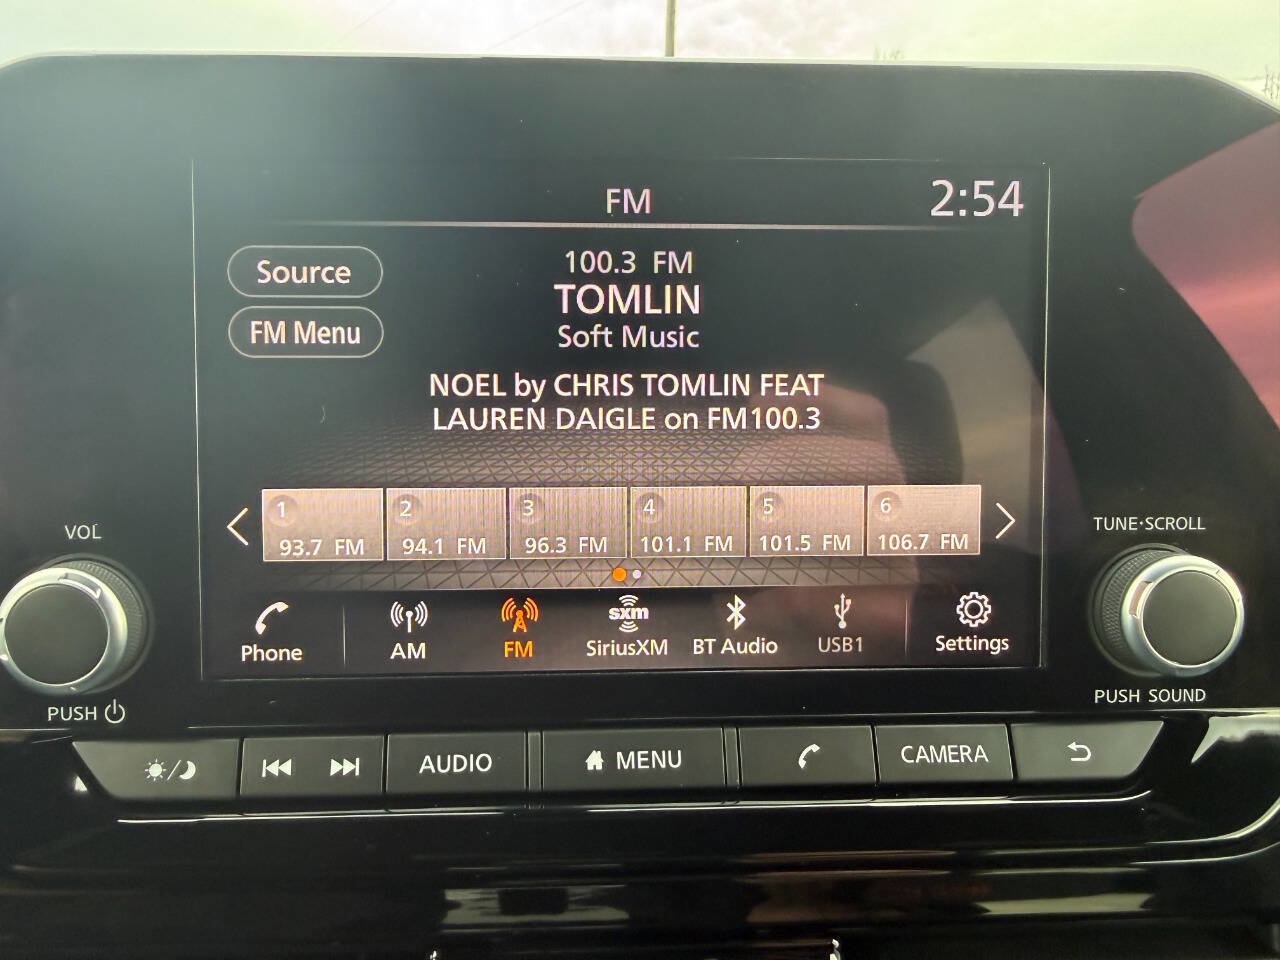 FM
2:54
Source
100.3 FM
TOMLIN
FM Menu
Soft Music
NOEL by CHRIS TOMLIN FEAT
LAUREN DAIGLE on FM100.3
1
2
3
4
5
6
93.7 FM
94.1 FM
96.3 FM
101.1 FM
101.5 FM
106.7 FM
VOL
TUNE·SCROLL
Phone
AM
FM
sxm
SiriusXM
BT Audio
USB1
Settings
PUSH
PUSH SOUND
AUDIO
MENU
CAMERA